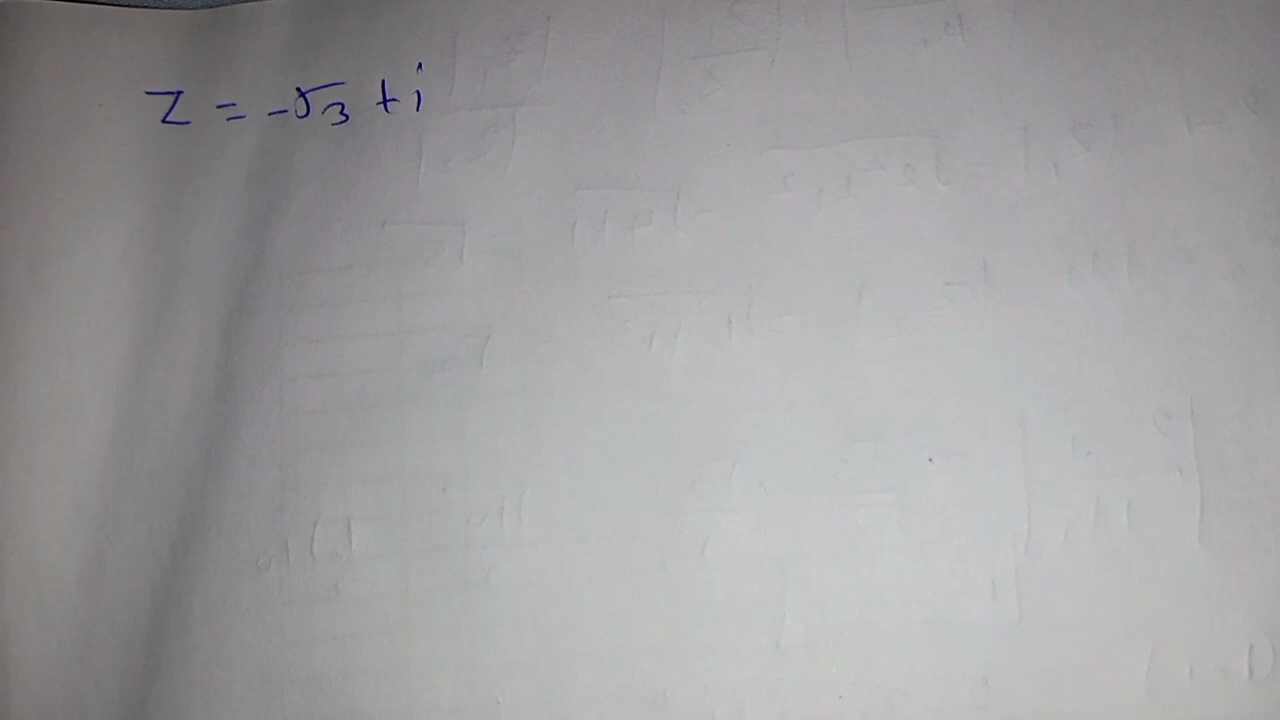 z = -√3 + i